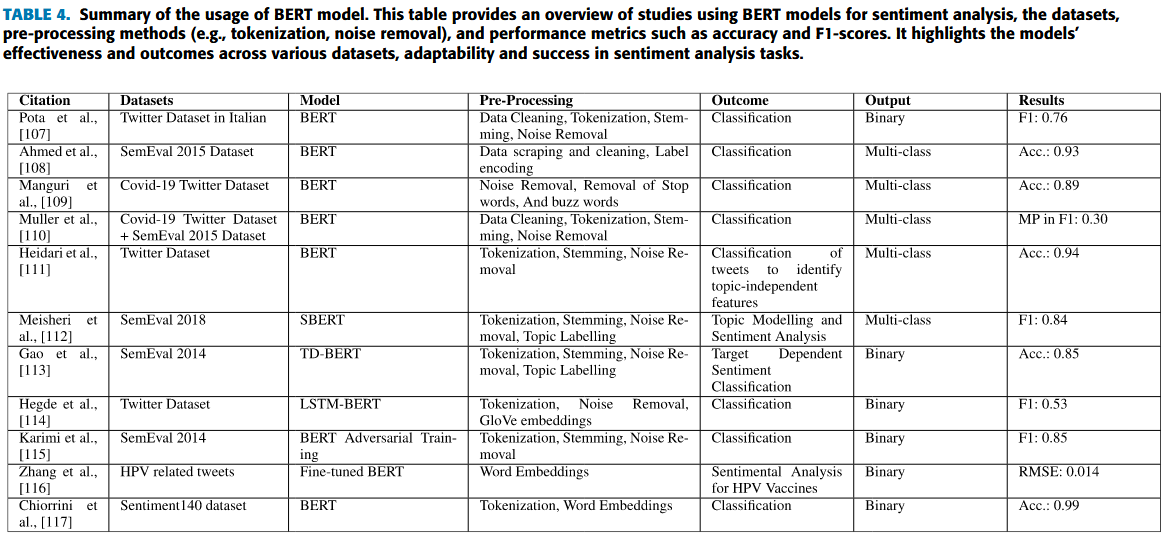 TABLE 4. Summary of the usage of BERT model. This table provides an overview of studies using BERT models for sentiment analysis, the datasets,
pre-processing methods (e.g., tokenization, noise removal), and performance metrics such as accuracy and F1-scores. It highlights the models'
effectiveness and outcomes across various datasets, adaptability and success in sentiment analysis tasks.
Citation Datasets Model Pre-Processing Outcome Output Results
Pota et al., Twitter Dataset in Italian BERT Data Cleaning, Tokenization, Stem- Classification Binary F1: 0.76
[107] ming, Noise Removal
Ahmed et al., SemEval 2015 Dataset BERT Data scraping and cleaning, Label Classification Multi-class Acc.: 0.93
[108] encoding
Manguri et Covid-19 Twitter Dataset BERT Noise Removal, Removal of Stop Classification Multi-class Acc.: 0.89
al., [109] words, And buzz words
Muller et al., Covid-19 Twitter Dataset BERT Data Cleaning, Tokenization, Stem- Classification Multi-class MP in F1: 0.30
[110] + SemEval 2015 Dataset ming, Noise Removal
Heidari et al., Twitter Dataset BERT Tokenization, Stemming, Noise Re- Classification of Multi-class Acc.: 0.94
[111] moval tweets to identify
topic-independent
features
Meisheri et SemEval 2018 SBERT Tokenization, Stemming, Noise Re- Topic Modelling and Multi-class F1: 0.84
al., [112] moval, Topic Labelling Sentiment Analysis
Gao et al., SemEval 2014 TD-BERT Tokenization, Stemming, Noise Re- Target Dependent Binary Acc.: 0.85
[113] moval, Topic Labelling Sentiment
Classification
Hegde et al., Twitter Dataset LSTM-BERT Tokenization, Noise Removal, Classification Binary F1: 0.53
[114] GloVe embeddings
Karimi et al., SemEval 2014 BERT Adversarial Train- Tokenization, Stemming, Noise Re- Classification Binary F1: 0.85
[115] ing moval
Zhang et al., HPV related tweets Fine-tuned BERT Word Embeddings Sentimental Analysis Binary RMSE: 0.014
[116] for HPV Vaccines
Chiorrini et Sentiment140 dataset BERT Tokenization, Word Embeddings Classification Binary Acc.: 0.99
al., [117]